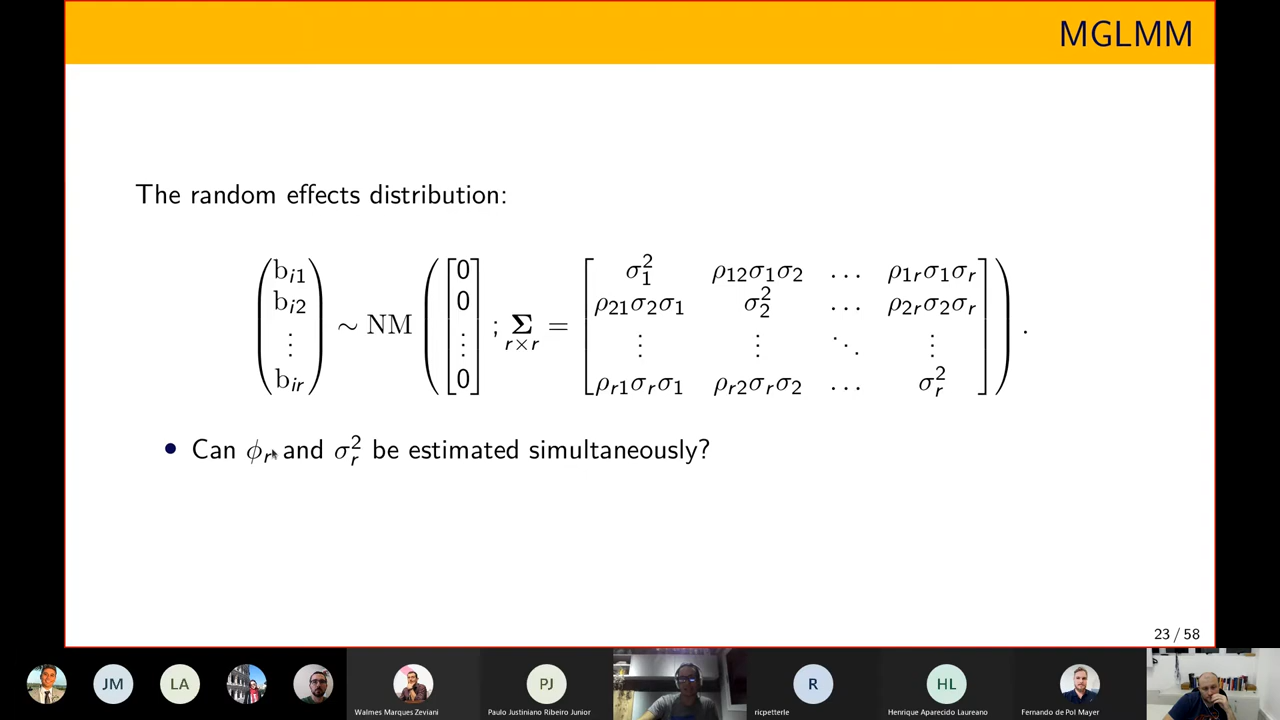 MGLMM
The random effects distribution:
b_{i1} 0 σ_1^2 ρ_{12}σ_1σ_2 … ρ_{1r}σ_1σ_r
b_{i2} 0 ρ_{21}σ_2σ_1 σ_2^2 … ρ_{2r}σ_2σ_r
⋮ ~ NM ⋮ ; Σ_{r×r} = ⋮ ⋮ ⋱ ⋮ .
b_{ir} 0 ρ_{r1}σ_rσ_1 ρ_{r2}σ_rσ_2 … σ_r^2
• Can ϕ_r and σ_r^2 be estimated simultaneously?
23 / 58
JM
LA
PJ
R
HL
Walmes Marques Zeviani
Paulo Justiniano Ribeiro Junior
ricpetterle
Henrique Aparecido Laureano
Fernando de Pol Mayer